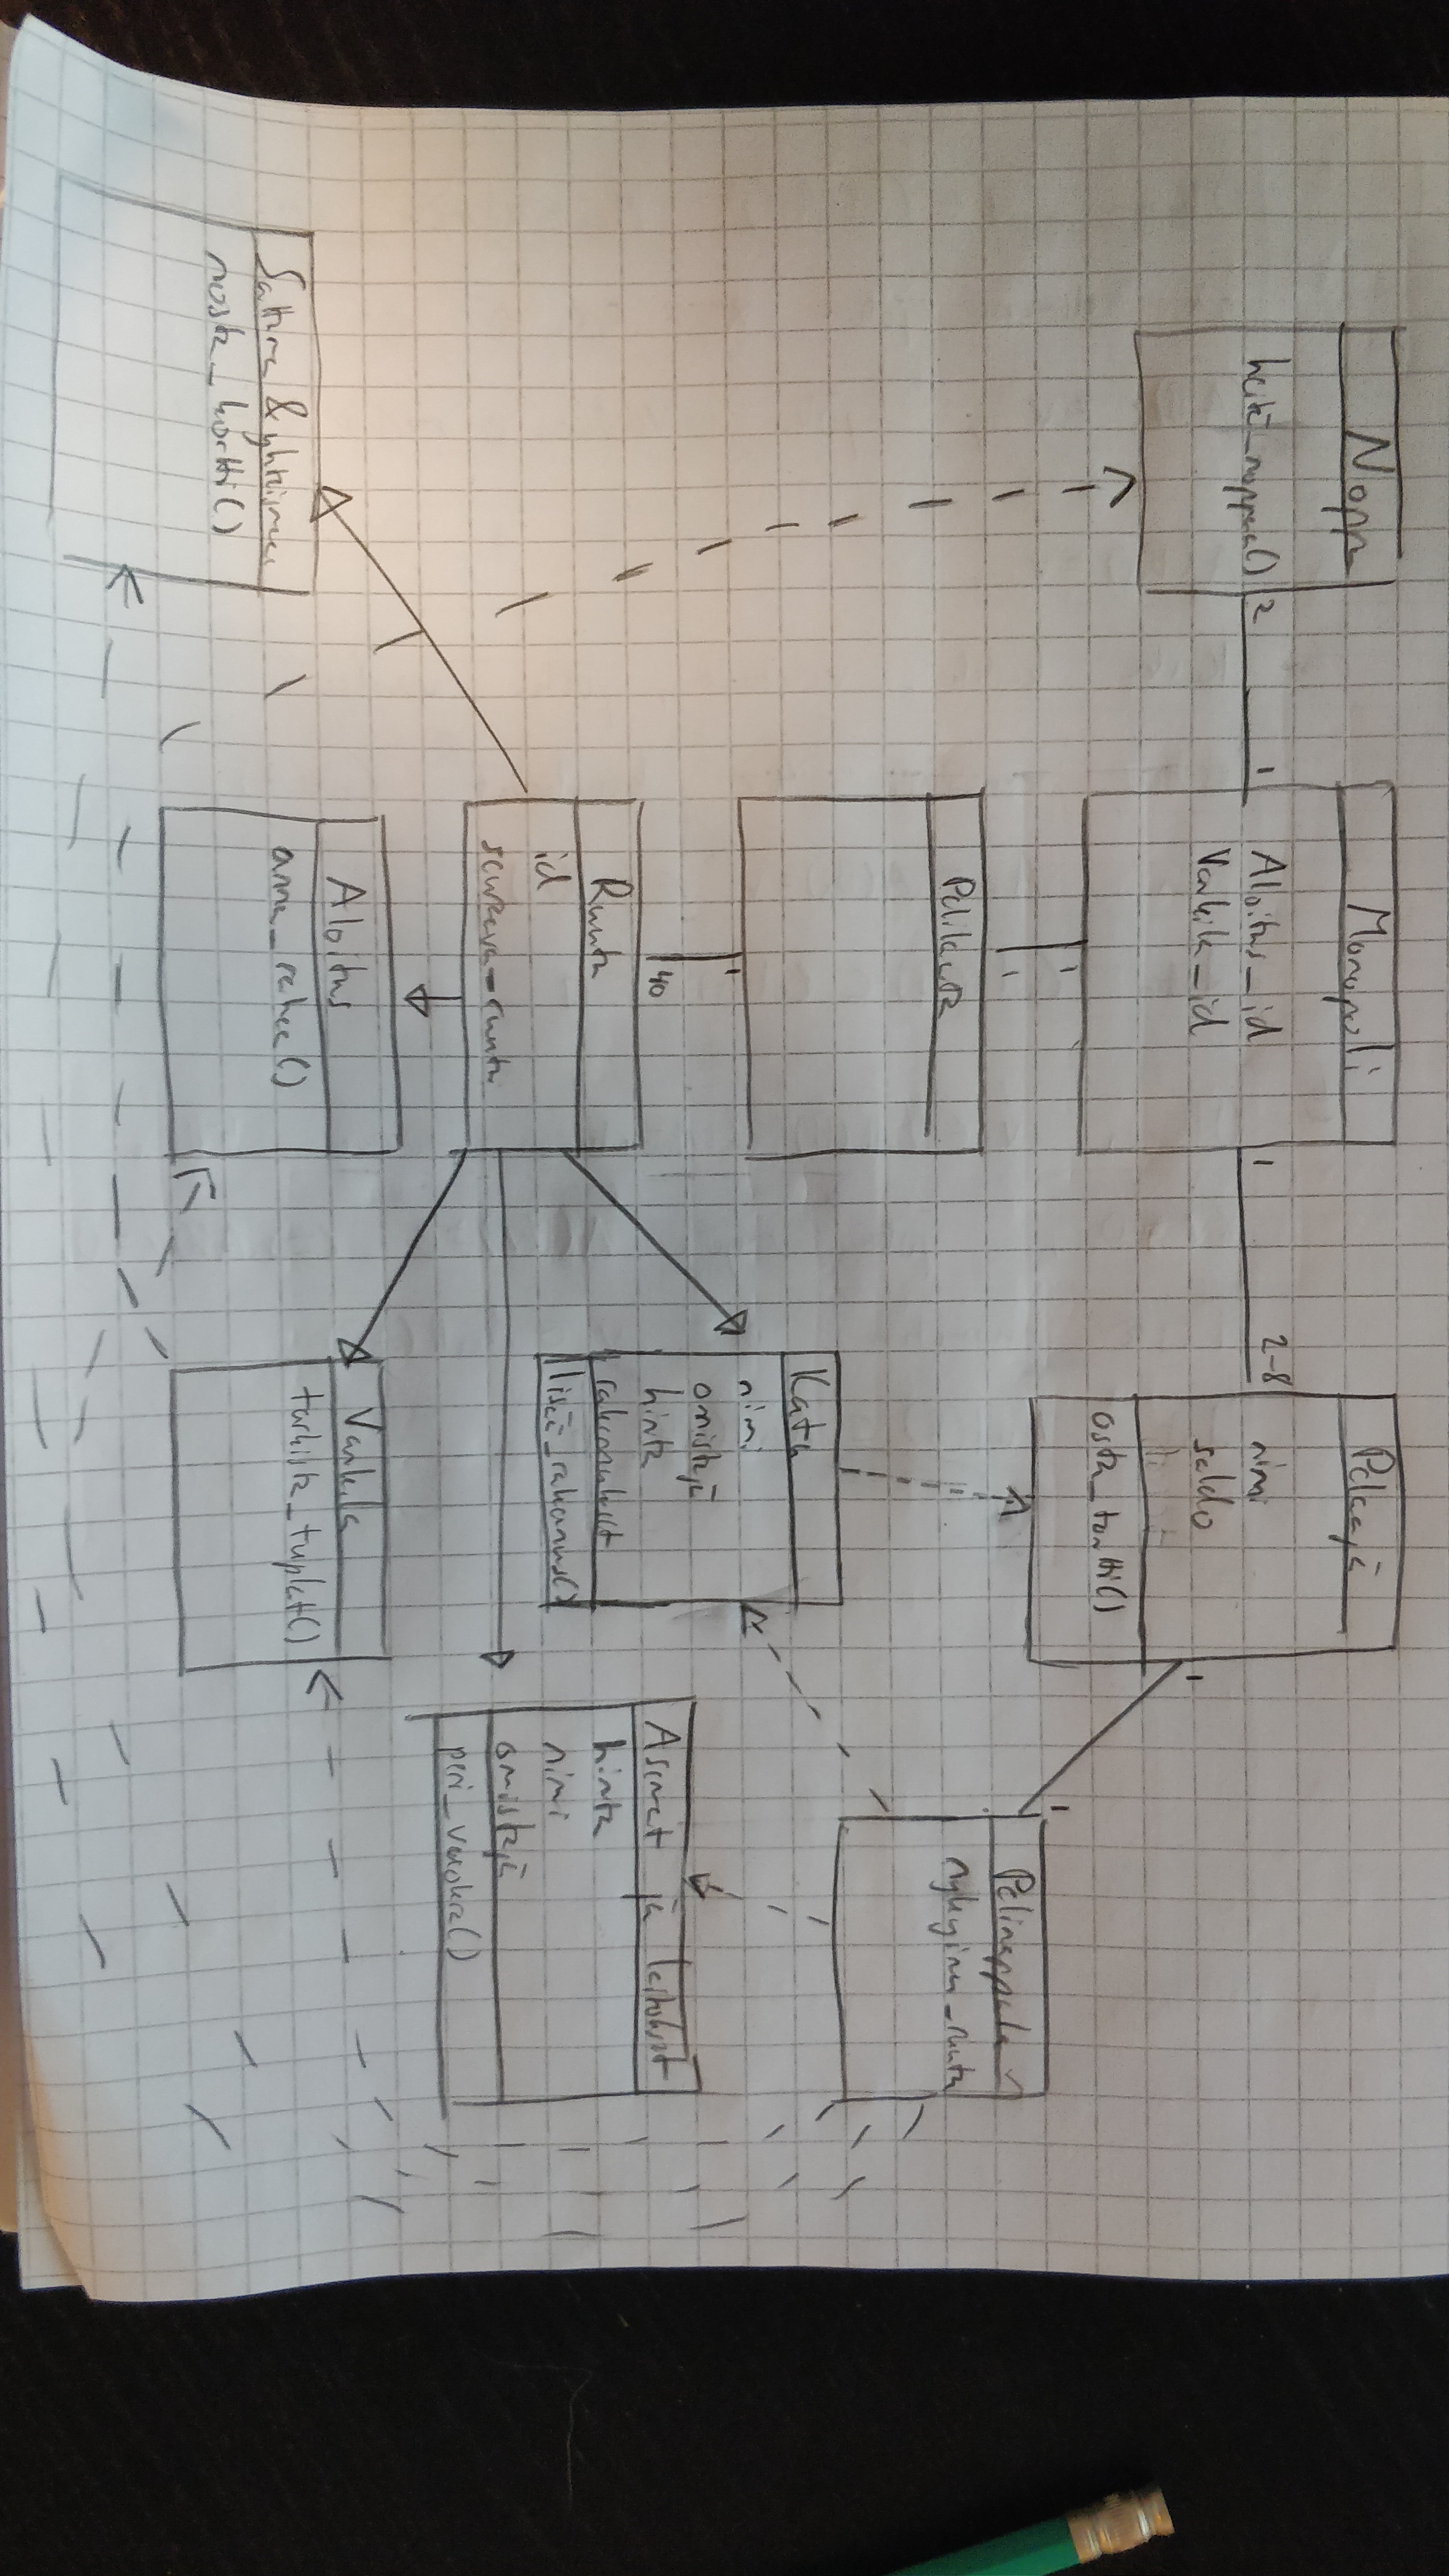 Noppa
heitä_noppaa()
2
1
Monopoli
Aloitus_id
Vankila_id
1
2-8
Pelaaja
nimi
saldo
osta_tontti()
1
1
Pelinappula
nykyinen_ruutu
1
1
Pelilauta
1
40
Ruutu
id
seuraava_ruutu
Katu
nimi
omistaja
hinta
rakennukset
lisää_rakennus()
Asemat ja laitokset
hinta
nimi
omistaja
peri_vuokra()
Sattuma & yhteismaa
nosta_kortti()
Aloitus
anna_rahaa()
Vankila
tarkista_tuplat()